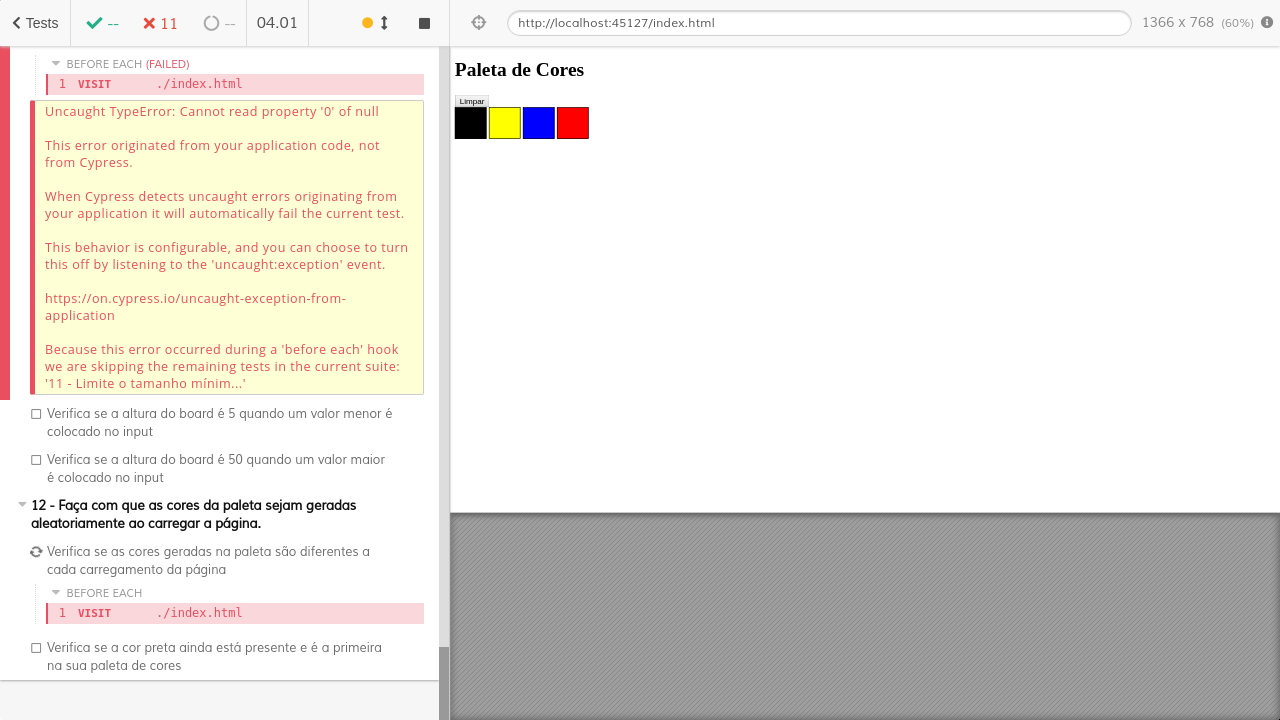 Tests
--
11
--
04.01
http://localhost:45127/index.html
1366 x 768 (60%)
BEFORE EACH (FAILED)
1 VISIT ./index.html
Uncaught TypeError: Cannot read property '0' of null
This error originated from your application code, not
from Cypress.
When Cypress detects uncaught errors originating from
your application it will automatically fail the current test.
This behavior is configurable, and you can choose to turn
this off by listening to the 'uncaught:exception' event.
https://on.cypress.io/uncaught-exception-from-
application
Because this error occurred during a 'before each' hook
we are skipping the remaining tests in the current suite:
'11 - Limite o tamanho mínim...'
Verifica se a altura do board é 5 quando um valor menor é
colocado no input
Verifica se a altura do board é 50 quando um valor maior
é colocado no input
12 - Faça com que as cores da paleta sejam geradas
aleatoriamente ao carregar a página.
Verifica se as cores geradas na paleta são diferentes a
cada carregamento da página
BEFORE EACH
1 VISIT ./index.html
Verifica se a cor preta ainda está presente e é a primeira
na sua paleta de cores
Paleta de Cores
Limpar